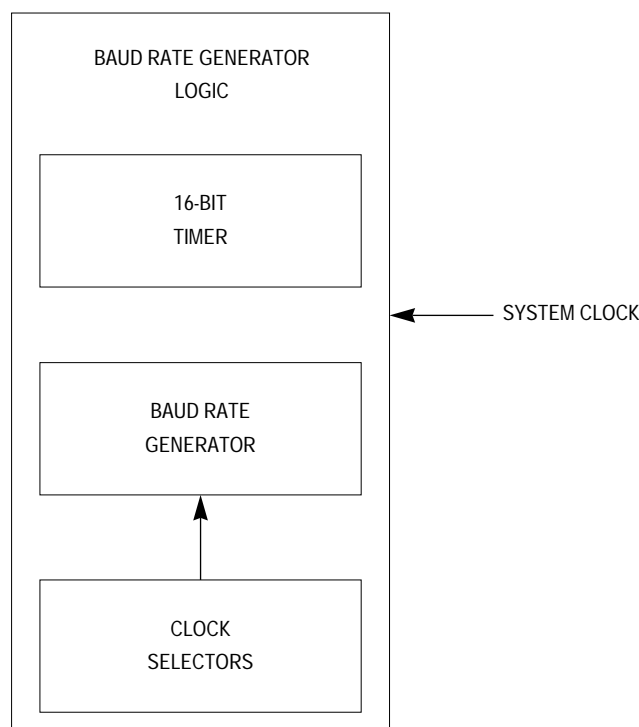 BAUD RATE GENERATOR
LOGIC
16-BIT
TIMER
SYSTEM CLOCK
BAUD RATE
GENERATOR
CLOCK
SELECTORS